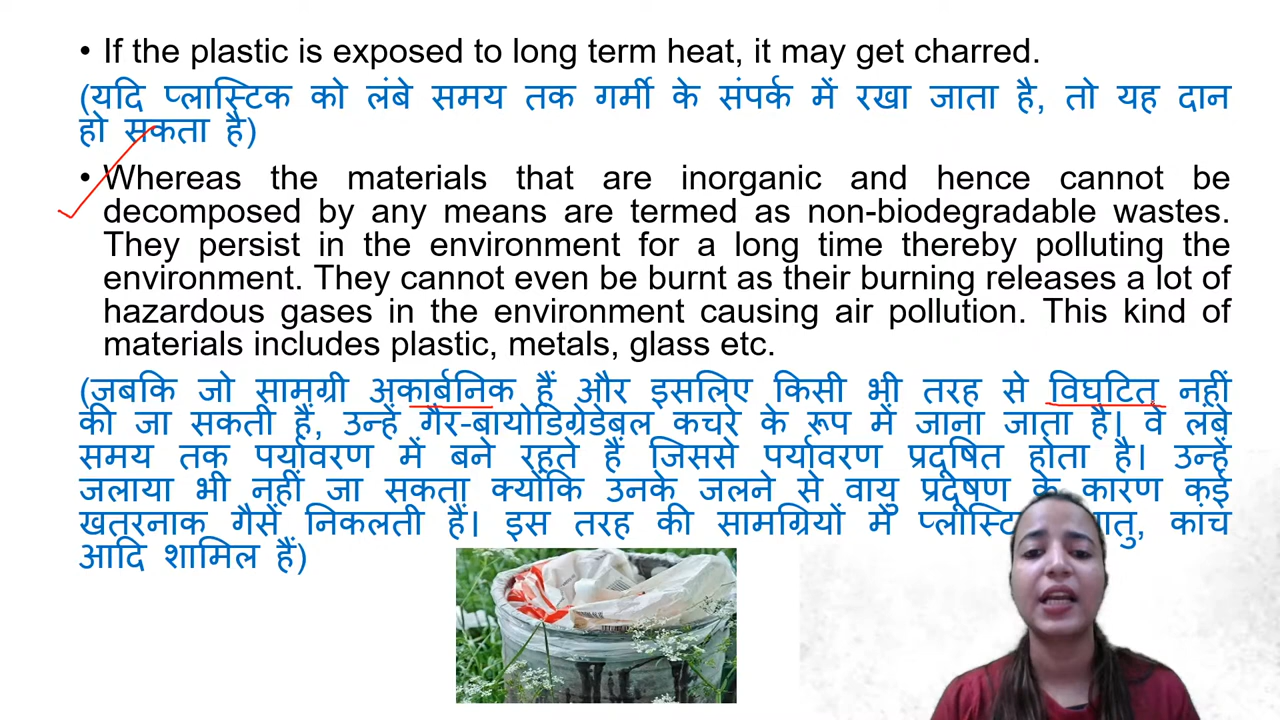 • If the plastic is exposed to long term heat, it may get charred.
(यदि प्लास्टिक को लंबे समय तक गर्मी के संपर्क में रखा जाता है, तो यह दान
हो सकता है)
• Whereas the materials that are inorganic and hence cannot be
decomposed by any means are termed as non-biodegradable wastes.
They persist in the environment for a long time thereby polluting the
environment. They cannot even be burnt as their burning releases a lot of
hazardous gases in the environment causing air pollution. This kind of
materials includes plastic, metals, glass etc.
(जबकि जो सामग्री अकार्बनिक हैं और इसलिए किसी भी तरह से विघटित नहीं
की जा सकती हैं, उन्हें गैर-बायोडिग्रेडेबल कचरे के रूप में जाना जाता है। वे लंबे
समय तक पर्यावरण में बने रहते हैं जिससे पर्यावरण प्रदूषित होता है। उन्हें
जलाया भी नहीं जा सकता क्योंकि उनके जलने से वायु प्रदूषण के कारण कई
खतरनाक गैसें निकलती हैं। इस तरह की सामग्रियों में कांच
आदि शामिल हैं)